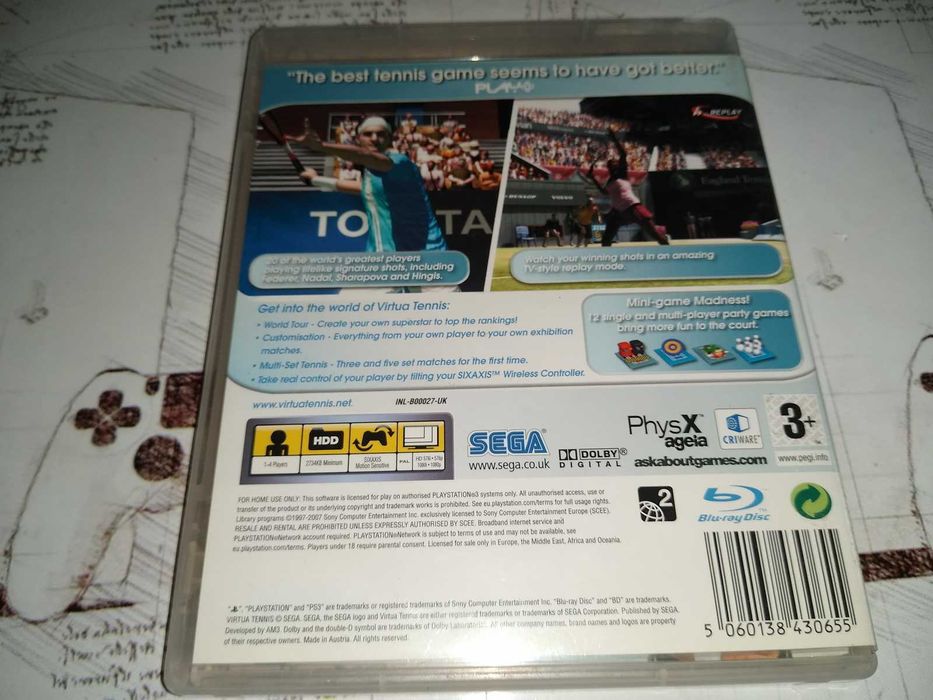 "The best tennis game seems to have got better."
PLAY
REPLAY
TO TA
England Tennis
DUNLOP VOLVO
20 of the world's greatest players
playing lifelike signature shots, including
Federer, Nadal, Sharapova and Hingis.
Watch your winning shots in an amazing
TV-style replay mode.
Get into the world of Virtua Tennis:
• World Tour - Create your own superstar to top the rankings!
• Customisation - Everything from your own player to your own exhibition
matches.
• Multi-Set Tennis - Three and five set matches for the first time.
• Take real control of your player by tilting your SIXAXIS™ Wireless Controller.
Mini-game Madness!
12 single and multi-player party games
bring more fun to the court.
www.virtuatennis.net.
INL-B00027-UK
1-4 Players
HDD
2734KB Minimum
SIXAXIS
Motion Sensitive
PAL
HD 576i • 576p
1080i • 1080p
SEGA®
www.sega.co.uk
DOLBY®
DIGITAL
PhysX™
ageia
CRIWARE™
askaboutgames.com
3+
www.pegi.info
FOR HOME USE ONLY: This software is licensed for play on authorised PLAYSTATION®3 systems only. All unauthorised access, use or
transfer of the product or its underlying copyright and trademark works is prohibited. See eu.playstation.com/terms for full usage rights.
Library programs ©1997-2007 Sony Computer Entertainment Inc. exclusively licensed to Sony Computer Entertainment Europe (SCEE).
RESALE AND RENTAL ARE PROHIBITED UNLESS EXPRESSLY AUTHORISED BY SCEE. Broadband internet service and
PLAYSTATION®Network account required. PLAYSTATION®Network is subject to terms of use and may not be available, see
eu.playstation.com/terms. Players under 18 require parental consent. Licensed for sale only in Europe, the Middle East, Africa and Oceania.
2
Blu-ray Disc™
", "PLAYSTATION" and "PS3" are trademarks or registered trademarks of Sony Computer Entertainment Inc. "Blu-ray Disc" and "BD" are trademarks.
VIRTUA TENNIS © SEGA. SEGA, the SEGA logo and Virtua Tennis are either registered trademarks or trademarks of SEGA Corporation. Published by SEGA.
Developed by AM3. Dolby and the double-D symbol are trademarks of Dolby Laboratories. All other company names, brand names and logos are property
of their respective owners. Made in Austria. All rights reserved.
5 060138 430655